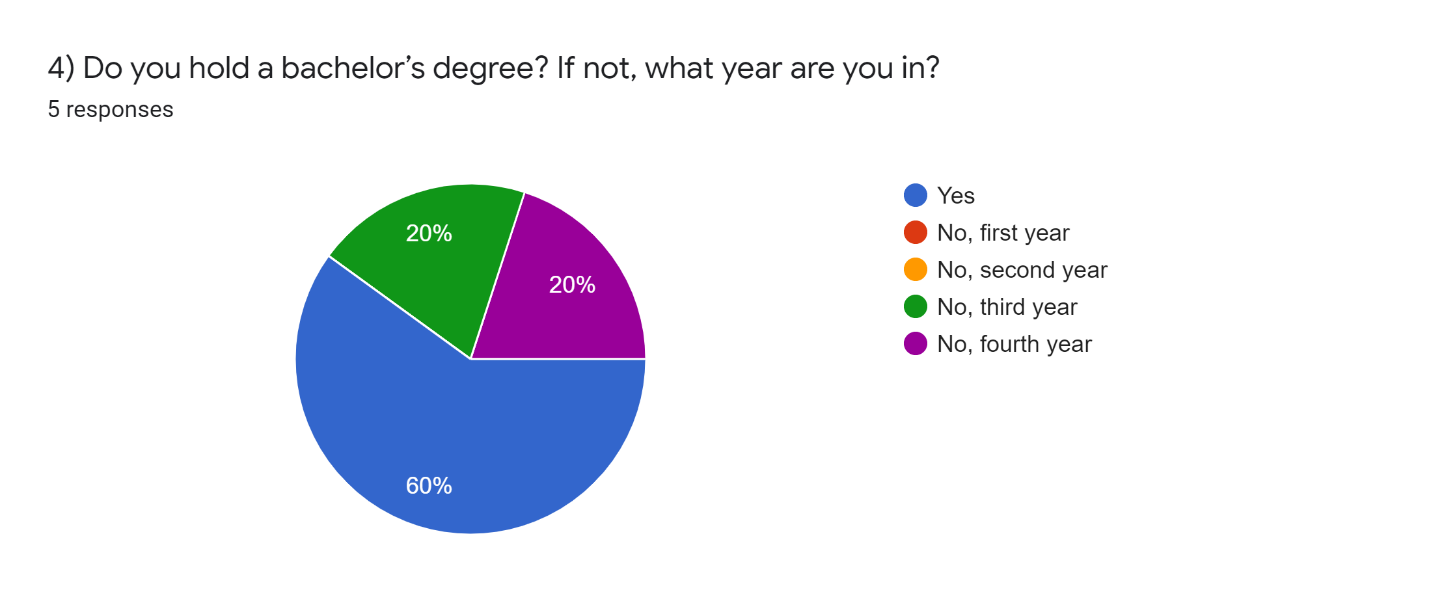 4) Do you hold a bachelor’s degree? If not, what year are you in?
5 responses
20%
20%
60%
Yes
No, first year
No, second year
No, third year
No, fourth year